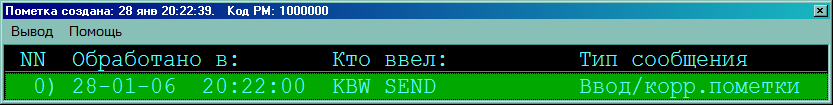 Пометка создана: 28 янв 20:22:39. Код РМ: 1000000
Вывод Помощь
NN Обработано в: Кто ввел: Тип сообщения
0) 28-01-06 20:22:00 KBW SEND Ввод/корр.пометки